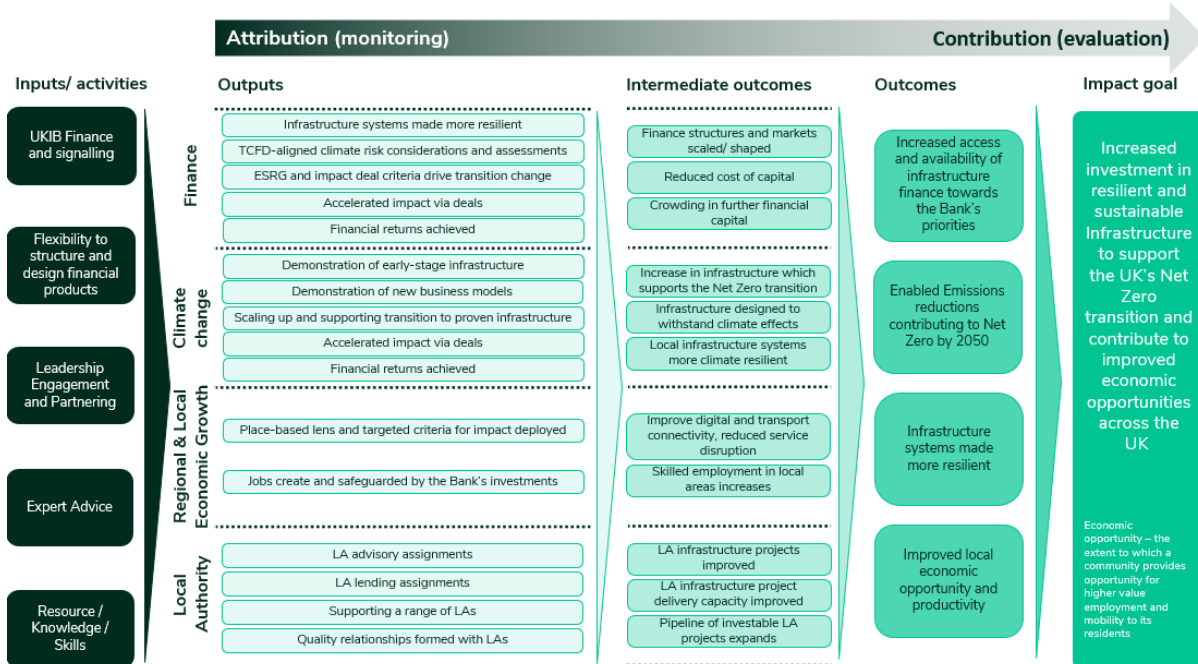 Attribution (monitoring)
Contribution (evaluation)
Inputs/ activities
Outputs
Intermediate outcomes
Outcomes
Impact goal
UKIB Finance
and signalling
Flexibility to
structure and
design financial
products
Leadership
Engagement
and Partnering
Expert Advice
Resource /
Knowledge /
Skills
Finance
Infrastructure systems made more resilient
TCFD-aligned climate risk considerations and assessments
ESRG and impact deal criteria drive transition change
Accelerated impact via deals
Financial returns achieved
Climate
change
Demonstration of early-stage infrastructure
Demonstration of new business models
Scaling up and supporting transition to proven infrastructure
Accelerated impact via deals
Financial returns achieved
Regional & Local
Economic Growth
Place-based lens and targeted criteria for impact deployed
Jobs create and safeguarded by the Bank's investments
Local
Authority
LA advisory assignments
LA lending assignments
Supporting a range of LAs
Quality relationships formed with LAs
Finance structures and markets
scaled/ shaped
Reduced cost of capital
Crowding in further financial
capital
Increase in infrastructure which
supports the Net Zero transition
Infrastructure designed to
withstand climate effects
Local infrastructure systems
more climate resilient
Improve digital and transport
connectivity, reduced service
disruption
Skilled employment in local
areas increases
LA infrastructure projects
improved
LA infrastructure project
delivery capacity improved
Pipeline of investable LA
projects expands
Increased access
and availability of
infrastructure
finance towards
the Bank's
priorities
Enabled Emissions
reductions
contributing to Net
Zero by 2050
Infrastructure
systems made
more resilient
Improved local
economic
opportunity and
productivity
Increased
investment in
resilient and
sustainable
Infrastructure
to support
the UK's Net
Zero
transition and
contribute to
improved
economic
opportunities
across the
UK
Economic
opportunity – the
extent to which a
community provides
opportunity for
higher value
employment and
mobility to its
residents